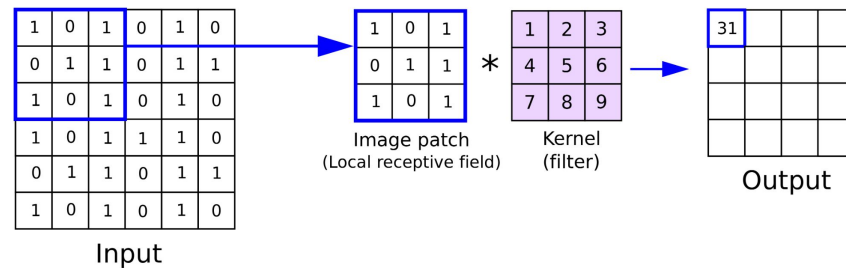 1 0 1 0 1 0
0 1 1 0 1 1
1 0 1 0 1 0
1 0 1 1 1 0
0 1 1 0 1 1
1 0 1 0 1 0
Input
1 0 1
0 1 1
1 0 1
Image patch
(Local receptive field)
*
1 2 3
4 5 6
7 8 9
Kernel
(filter)
31
Output